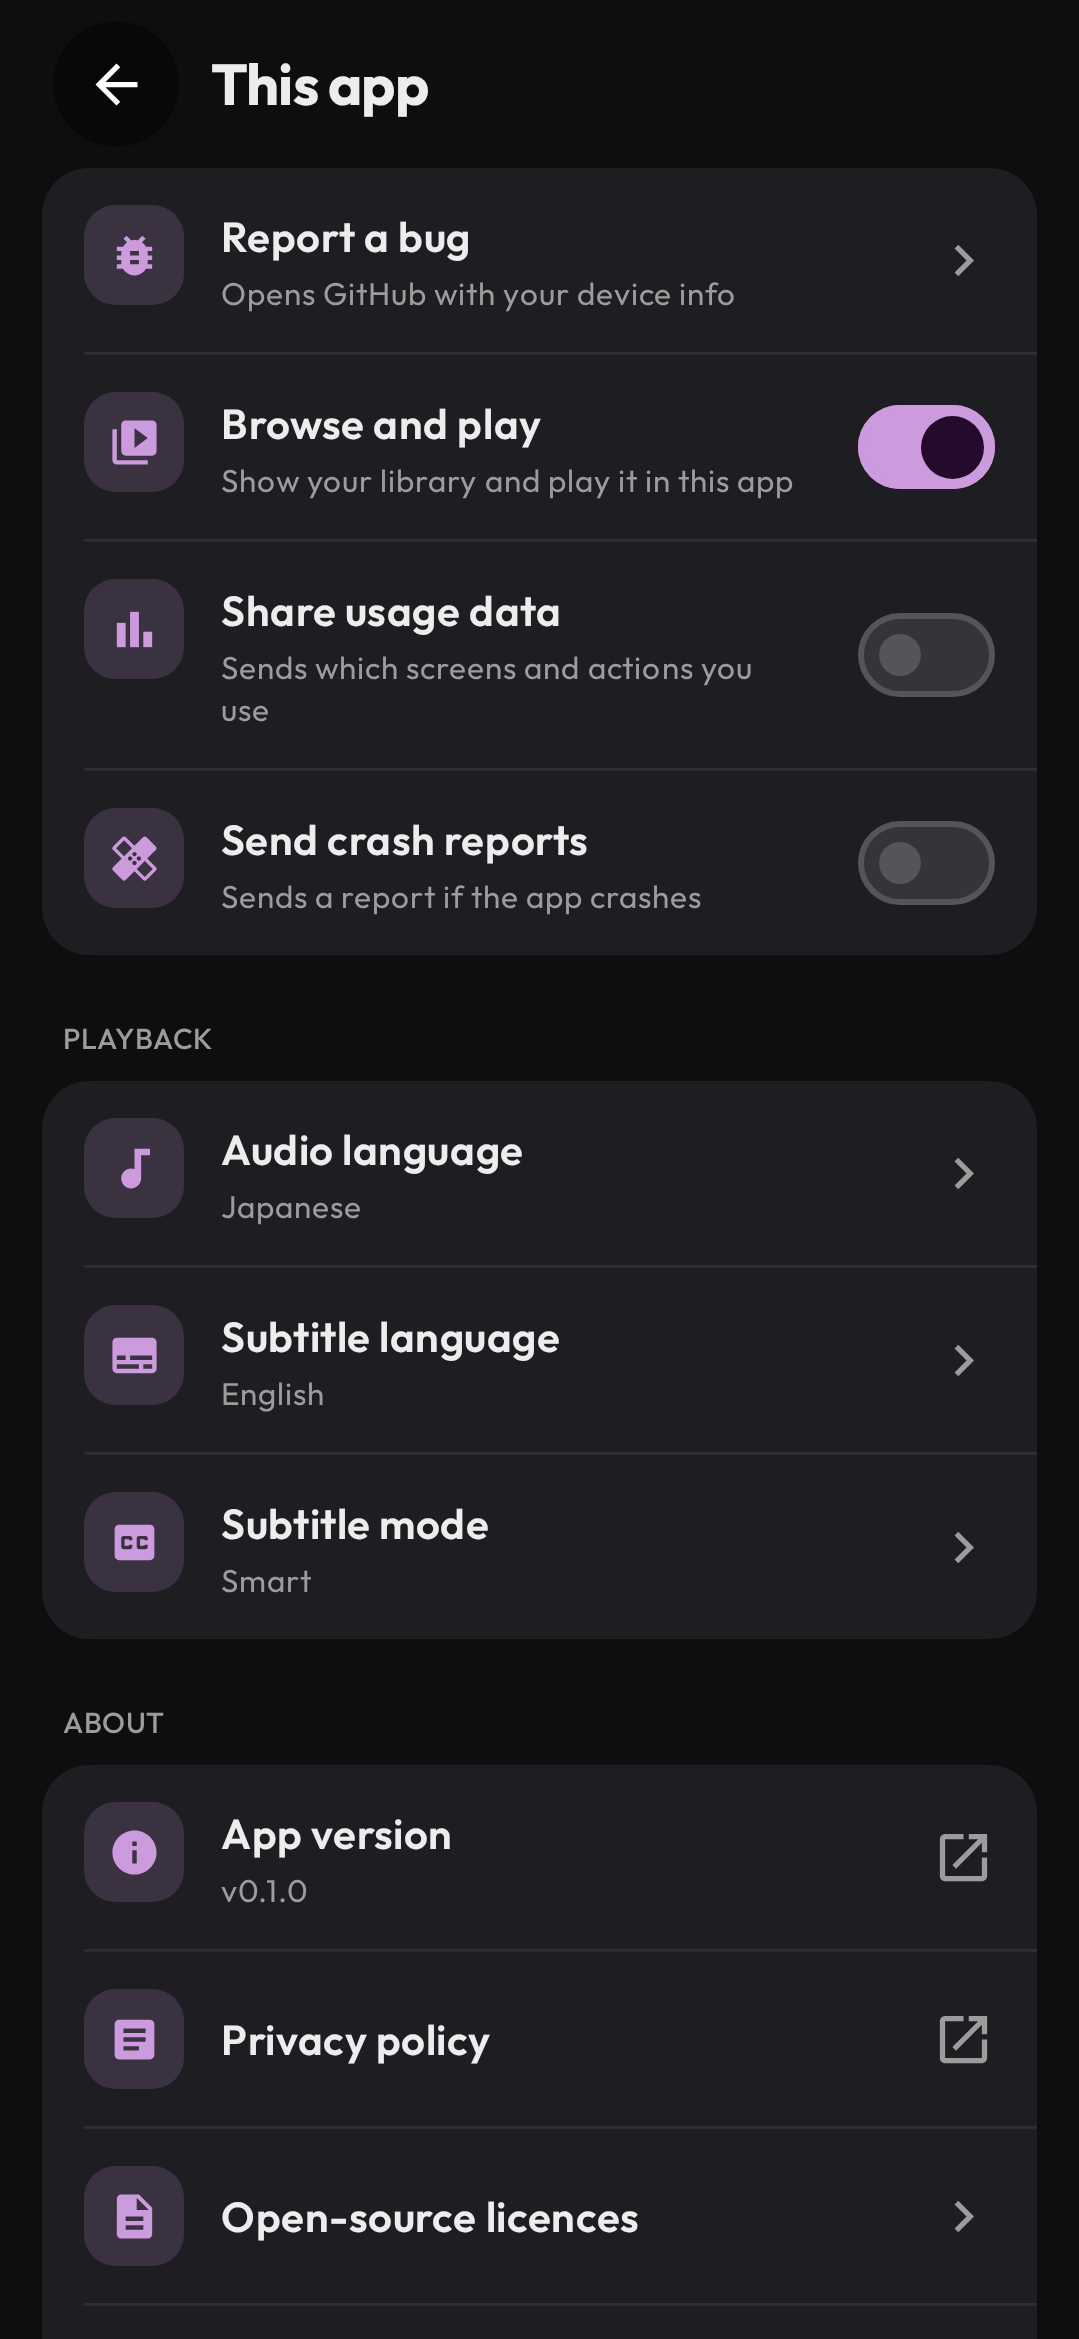 This app
Report a bug
Opens GitHub with your device info
Browse and play
Show your library and play it in this app
Share usage data
Sends which screens and actions you
use
Send crash reports
Sends a report if the app crashes
PLAYBACK
Audio language
Japanese
Subtitle language
English
CC
Subtitle mode
Smart
ABOUT
App version
v0.1.0
Privacy policy
Open-source licences